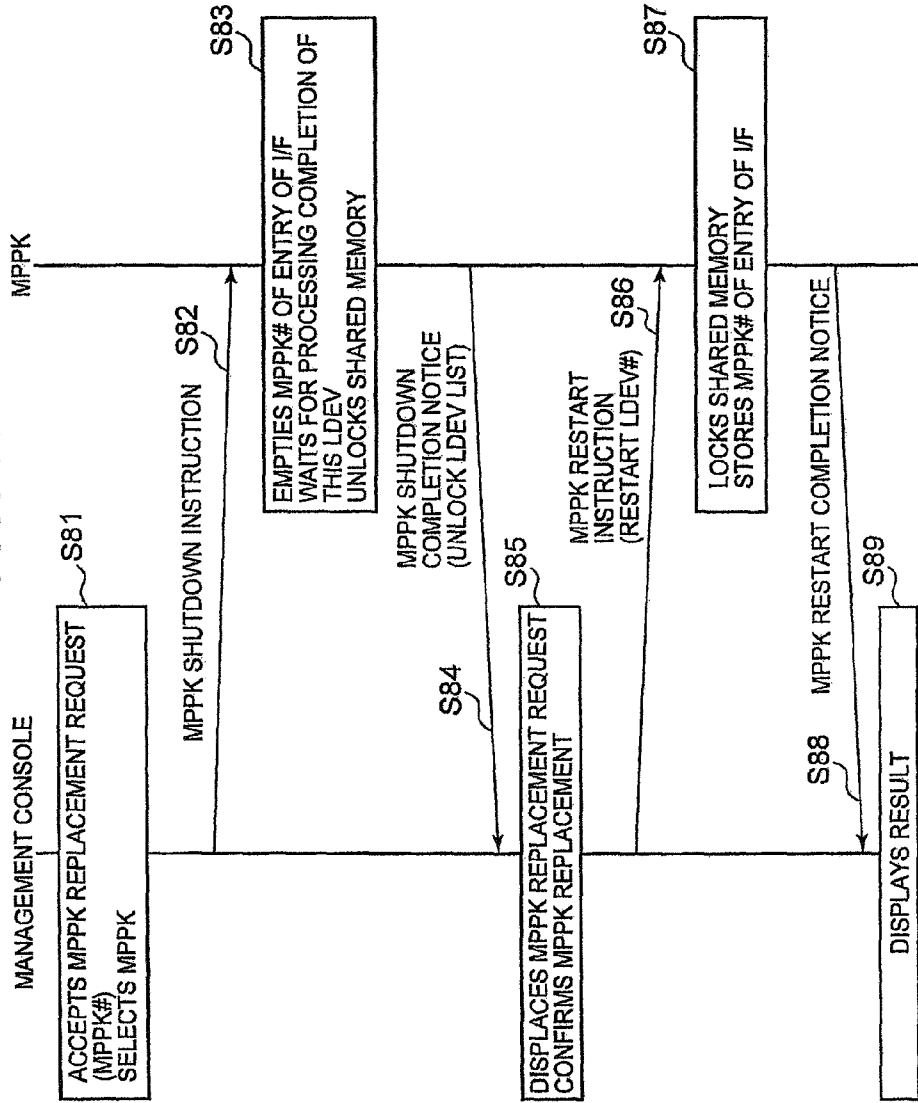 MANAGEMENT CONSOLE
MPPK
S81
ACCEPTS MPPK REPLACEMENT REQUEST
(MPPK#)
SELECTS MPPK
MPPK SHUTDOWN INSTRUCTION
S82
S83
EMPTIES MPPK# OF ENTRY OF I/F
WAITS FOR PROCESSING COMPLETION OF
THIS LDEV
UNLOCKS SHARED MEMORY
MPPK SHUTDOWN
COMPLETION NOTICE
(UNLOCK LDEV LIST)
S84
S85
DISPLACES MPPK REPLACEMENT REQUEST
CONFIRMS MPPK REPLACEMENT
MPPK RESTART
INSTRUCTION
(RESTART LDEV#)
S86
S87
LOCKS SHARED MEMORY
STORES MPPK# OF ENTRY OF I/F
MPPK RESTART COMPLETION NOTICE
S88
S89
DISPLAYS RESULT